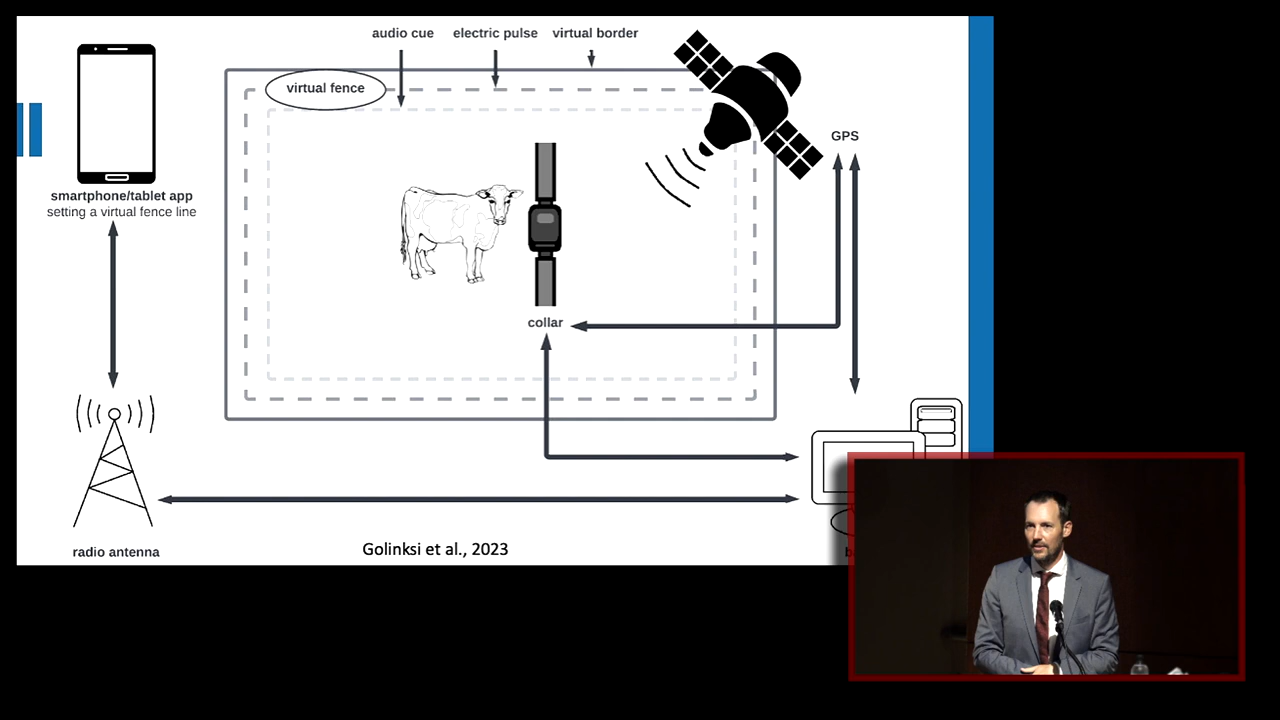 audio cue
electric pulse
virtual border
virtual fence
GPS
smartphone/tablet app
setting a virtual fence line
collar
radio antenna
Golinksi et al., 2023